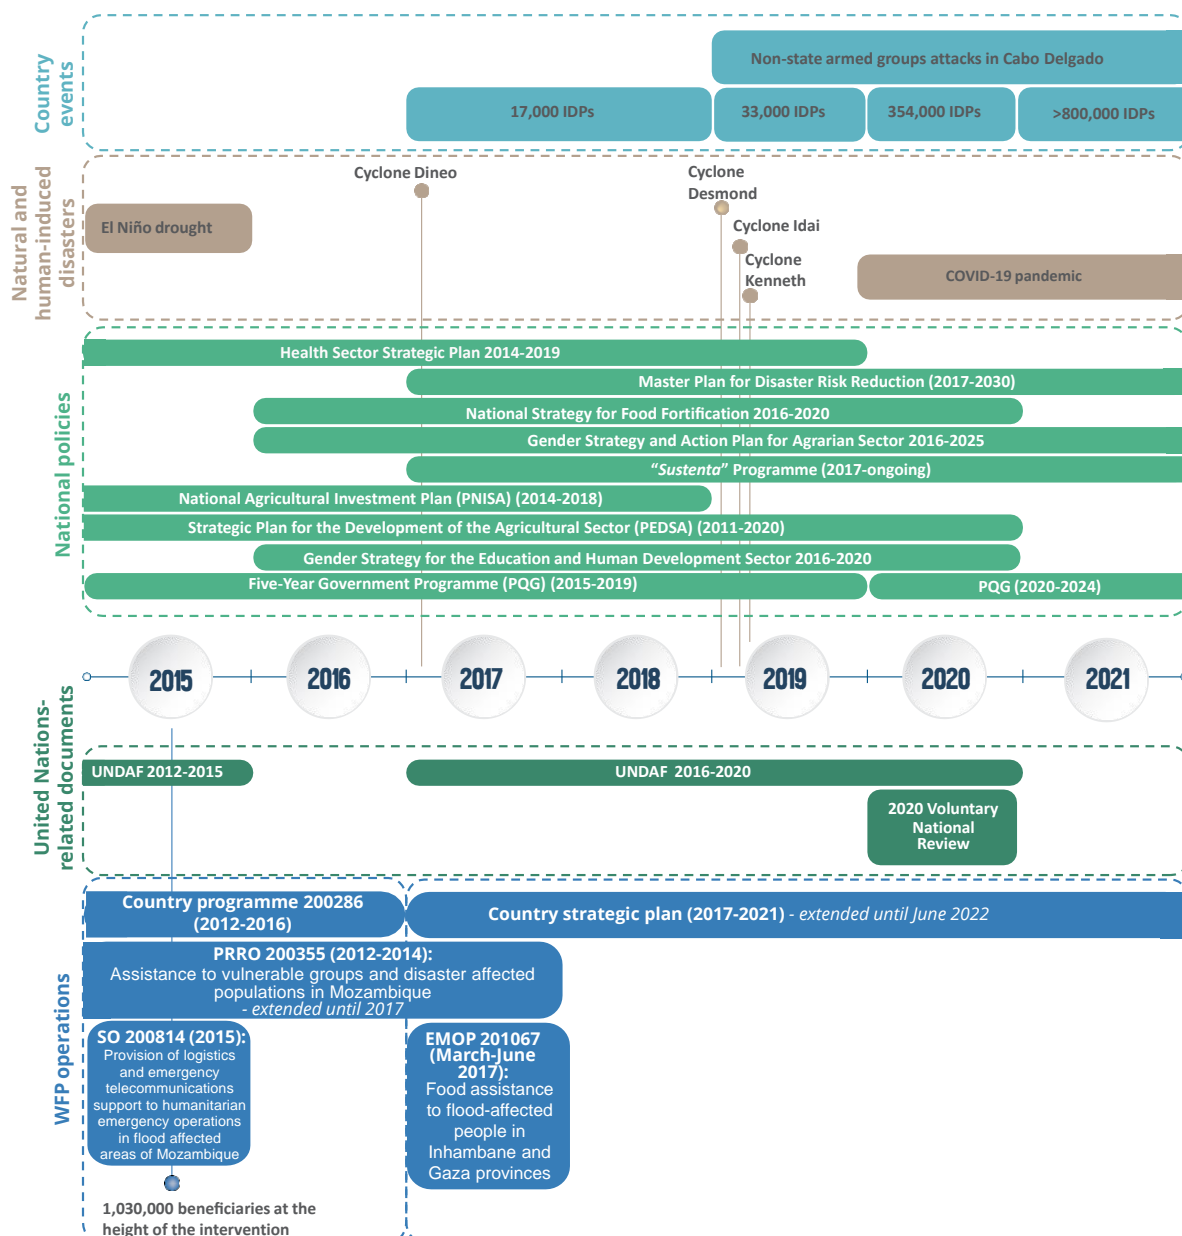 Country
events
Non-state armed groups attacks in Cabo Delgado
17,000 IDPs
33,000 IDPs
354,000 IDPs
>800,000 IDPs
Natural and
human-induced
disasters
El Niño drought
Cyclone Dineo
Cyclone
Desmond
Cyclone Idai
Cyclone
Kenneth
COVID-19 pandemic
National policies
Health Sector Strategic Plan 2014-2019
Master Plan for Disaster Risk Reduction (2017-2030)
National Strategy for Food Fortification 2016-2020
Gender Strategy and Action Plan for Agrarian Sector 2016-2025
“Sustenta” Programme (2017-ongoing)
National Agricultural Investment Plan (PNISA) (2014-2018)
Strategic Plan for the Development of the Agricultural Sector (PEDSA) (2011-2020)
Gender Strategy for the Education and Human Development Sector 2016-2020
Five-Year Government Programme (PQG) (2015-2019)
PQG (2020-2024)
2015
2016
2017
2018
2019
2020
2021
United Nations-
related documents
UNDAF 2012-2015
UNDAF 2016-2020
2020 Voluntary
National
Review
WFP operations
Country programme 200286
(2012-2016)
Country strategic plan (2017-2021) - extended until June 2022
PRRO 200355 (2012-2014):
Assistance to vulnerable groups and disaster affected
populations in Mozambique
- extended until 2017
SO 200814 (2015):
Provision of logistics
and emergency
telecommunications
support to humanitarian
emergency operations
in flood affected
areas of Mozambique
EMOP 201067
(March-June
2017):
Food assistance
to flood-affected
people in
Inhambane and
Gaza provinces
1,030,000 beneficiaries at the
height of the intervention